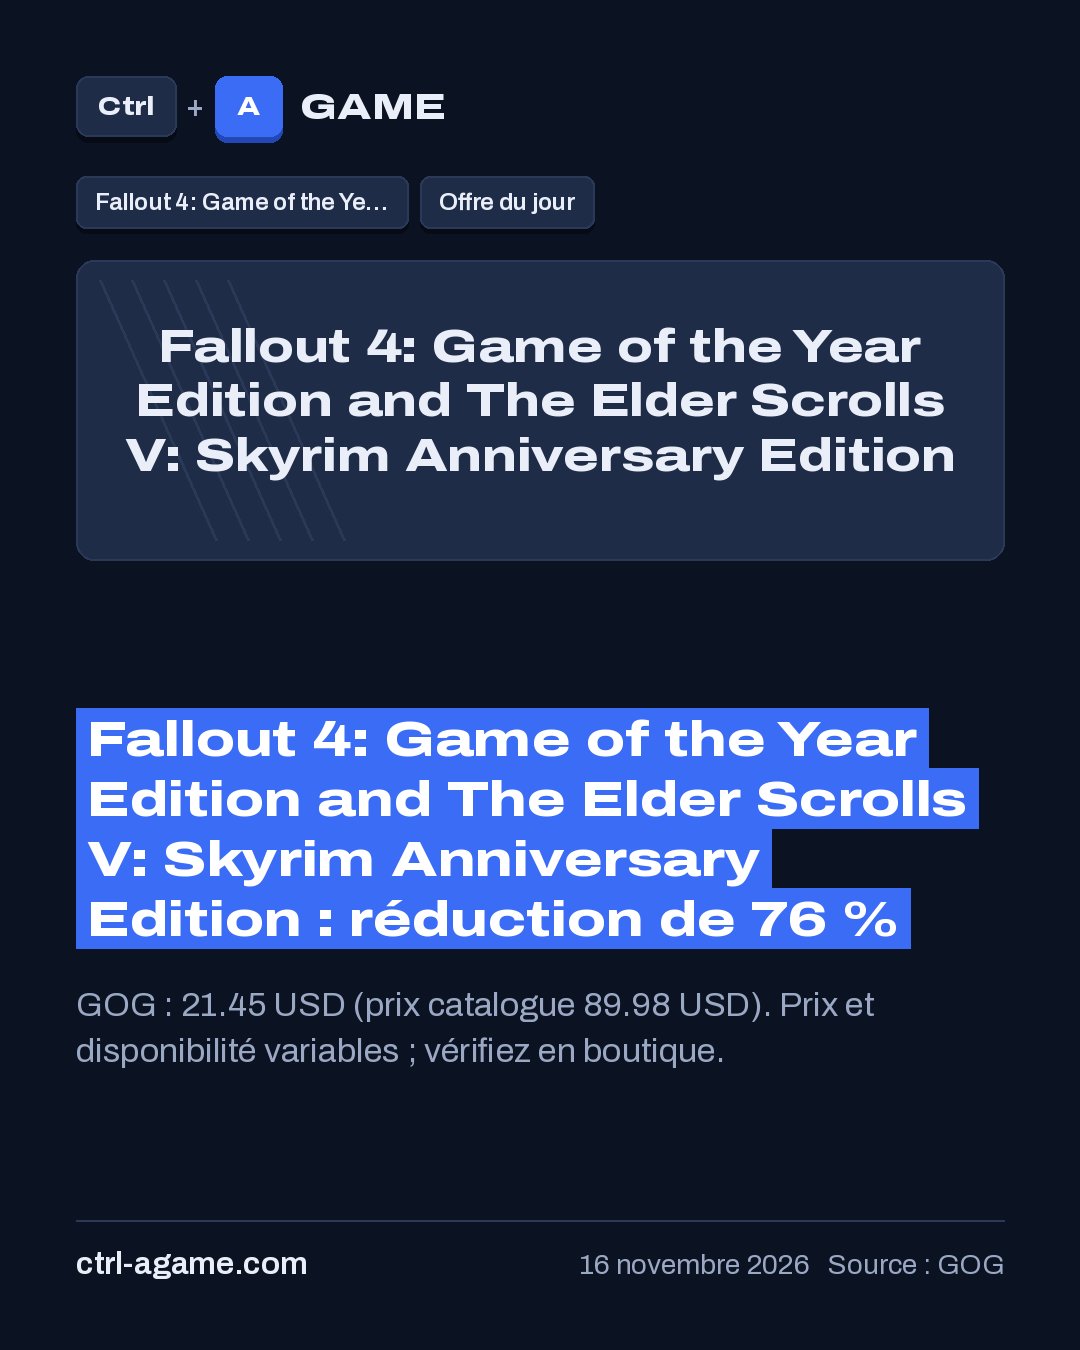 Ctrl + A GAME
Fallout 4: Game of the Ye… Offre du jour
Fallout 4: Game of the Year
Edition and The Elder Scrolls
V: Skyrim Anniversary Edition
Fallout 4: Game of the Year
Edition and The Elder Scrolls
V: Skyrim Anniversary
Edition : réduction de 76 %
GOG : 21.45 USD (prix catalogue 89.98 USD). Prix et
disponibilité variables ; vérifiez en boutique.
ctrl-agame.com 16 novembre 2026 Source : GOG